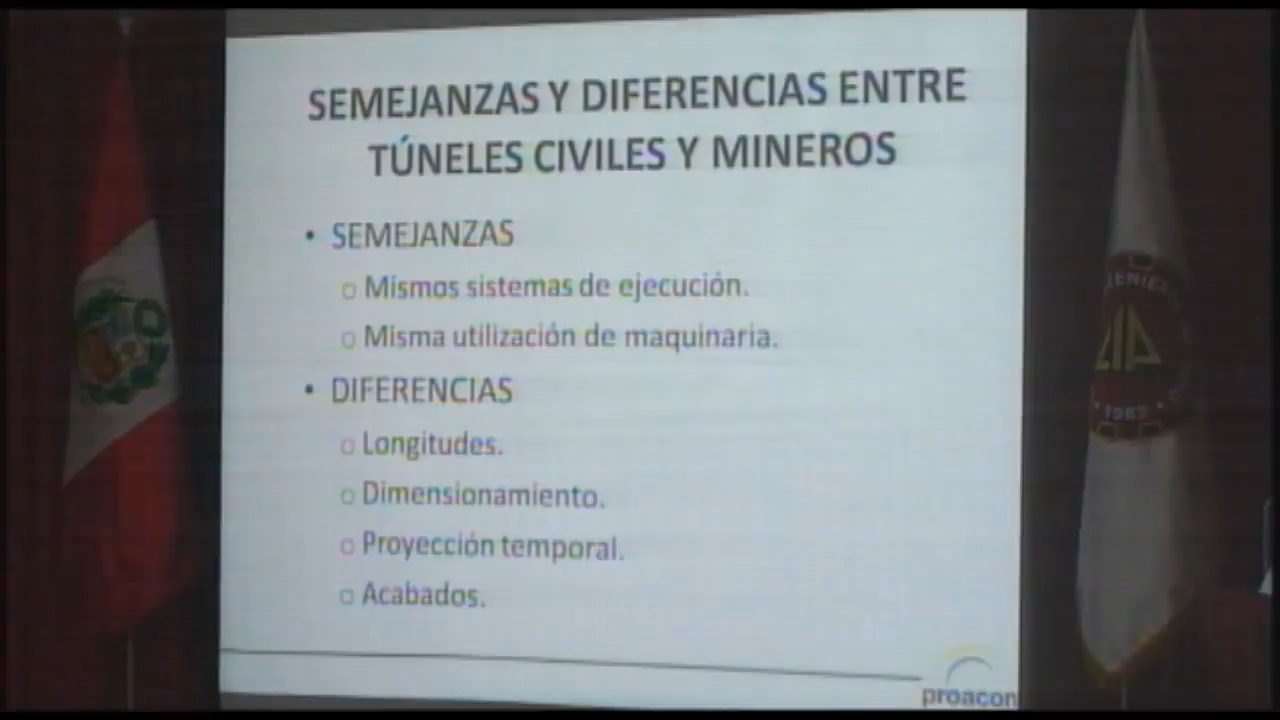 SEMEJANZAS Y DIFERENCIAS ENTRE
TÚNELES CIVILES Y MINEROS
• SEMEJANZAS
o Mismos sistemas de ejecución.
o Misma utilización de maquinaria.
• DIFERENCIAS
o Longitudes.
o Dimensionamiento.
o Proyección temporal.
o Acabados.
proacon
1962